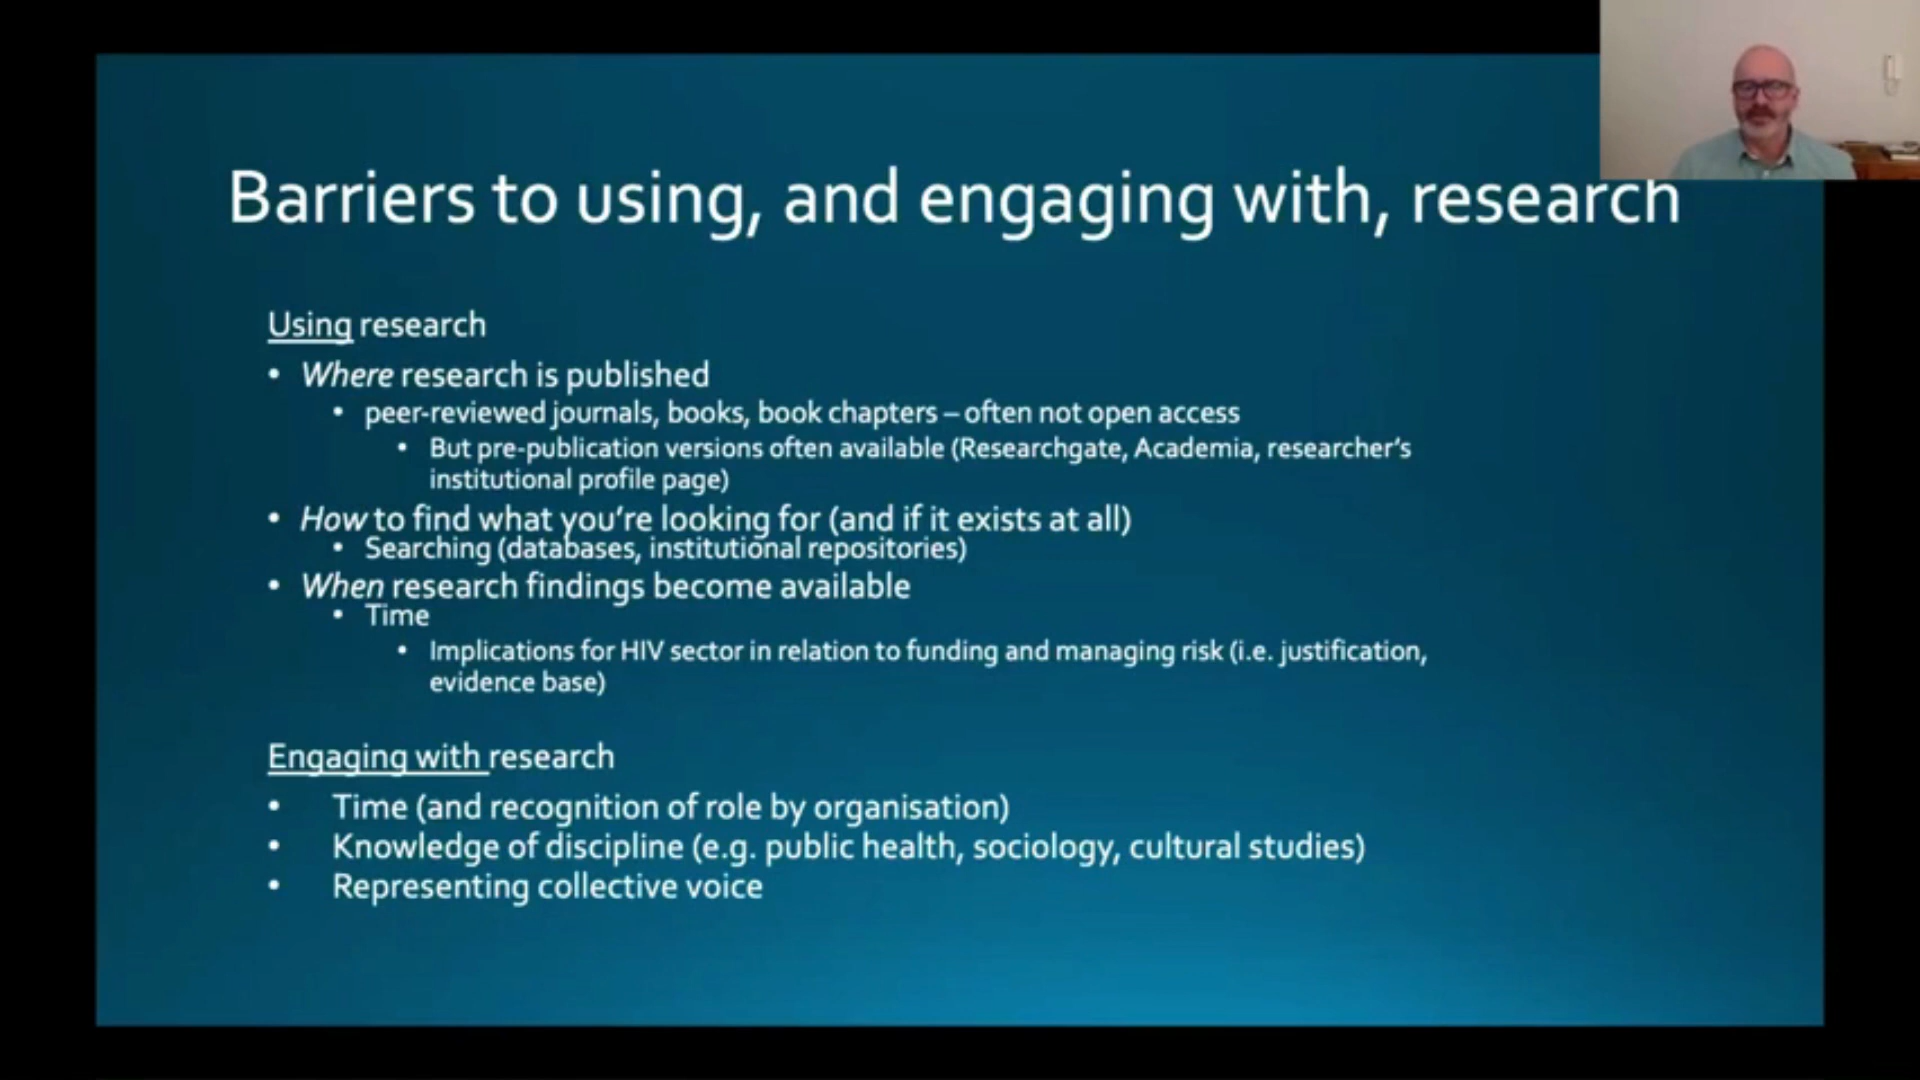 Barriers to using, and engaging with, research
Using research
• Where research is published
• peer-reviewed journals, books, book chapters – often not open access
• But pre-publication versions often available (Researchgate, Academia, researcher's
institutional profile page)
• How to find what you're looking for (and if it exists at all)
• Searching (databases, institutional repositories)
• When research findings become available
• Time
• Implications for HIV sector in relation to funding and managing risk (i.e. justification,
evidence base)
Engaging with research
• Time (and recognition of role by organisation)
• Knowledge of discipline (e.g. public health, sociology, cultural studies)
• Representing collective voice